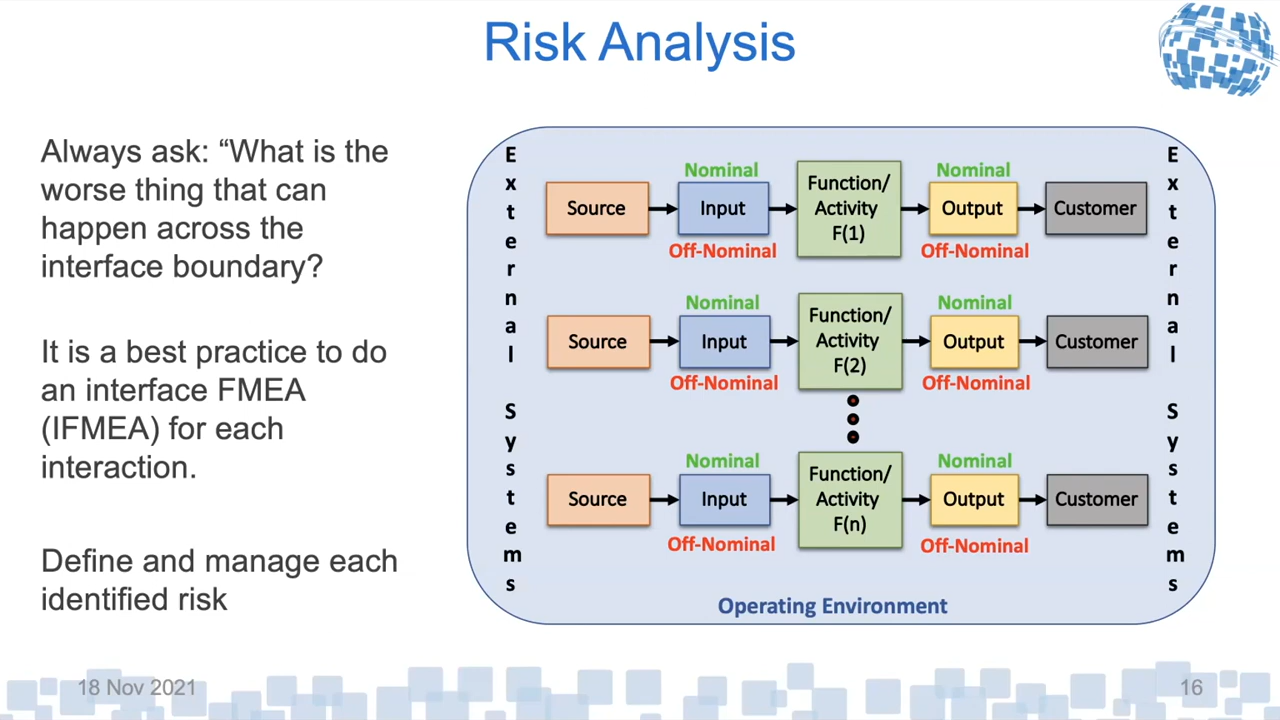 Risk Analysis
Always ask: “What is the
worse thing that can
happen across the
interface boundary?
It is a best practice to do
an interface FMEA
(IFMEA) for each
interaction.
Define and manage each
identified risk
External Systems
Nominal
Nominal
Source
Input
Function/
Activity
F(1)
Output
Customer
Off-Nominal
Off-Nominal
Nominal
Nominal
Source
Input
Function/
Activity
F(2)
Output
Customer
Off-Nominal
Off-Nominal
Nominal
Nominal
Source
Input
Function/
Activity
F(n)
Output
Customer
Off-Nominal
Off-Nominal
External Systems
Operating Environment
18 Nov 2021
16